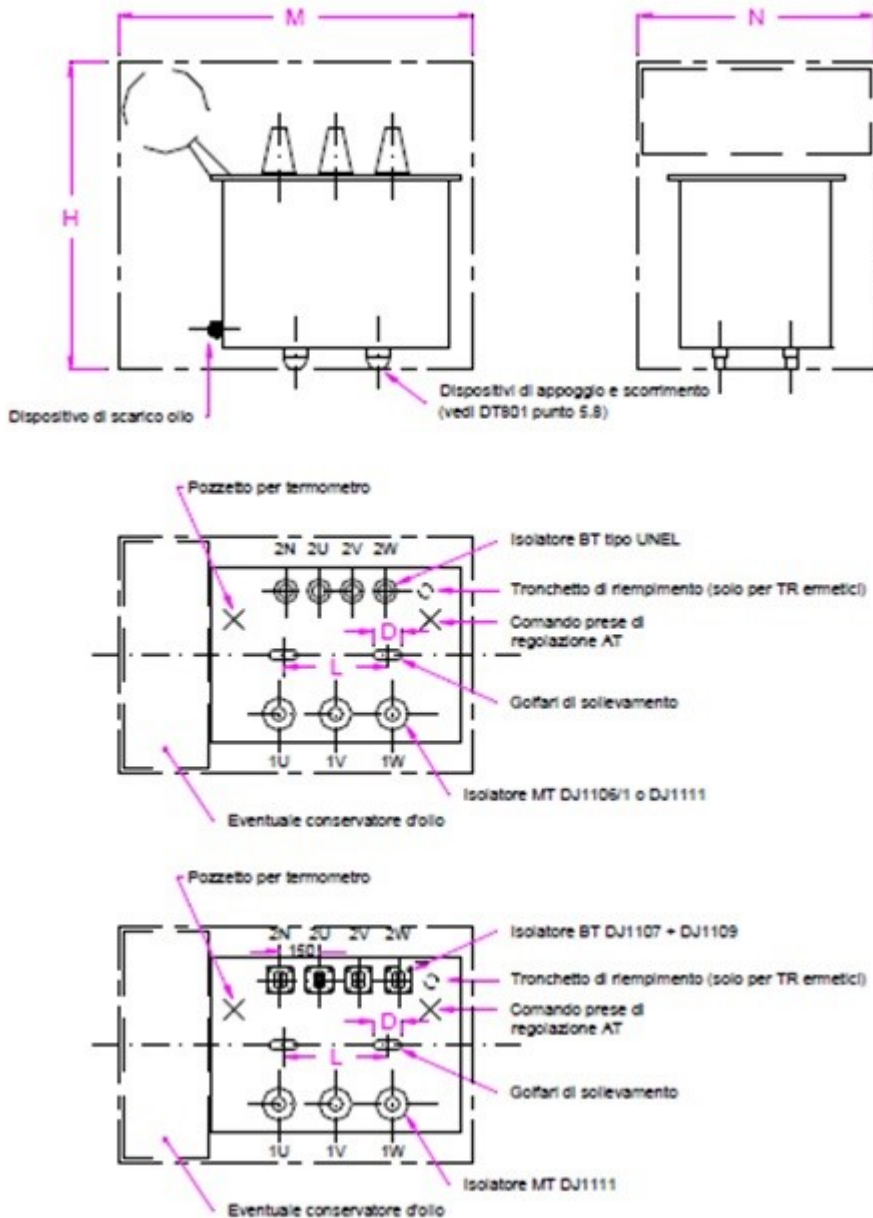 M
N
H
Dispositivo di scarico olio
Dispositivi di appoggio e scorrimento
(vedi DT801 punto 5.8)
Pozzetto per termometro
2N 2U 2V 2W
Isolatore BT tipo UNEL
Tronchetto di riempimento (solo per TR ermetici)
Comando prese di
regolazione AT
D
L
Golfari di sollevamento
1U 1V 1W
Isolatore MT DJ1106/1 o DJ1111
Eventuale conservatore d'olio
Pozzetto per termometro
2N 2U 2V 2W
150
Isolatore BT DJ1107 + DJ1109
Tronchetto di riempimento (solo per TR ermetici)
Comando prese di
regolazione AT
D
L
Golfari di sollevamento
1U 1V 1W
Isolatore MT DJ1111
Eventuale conservatore d'olio